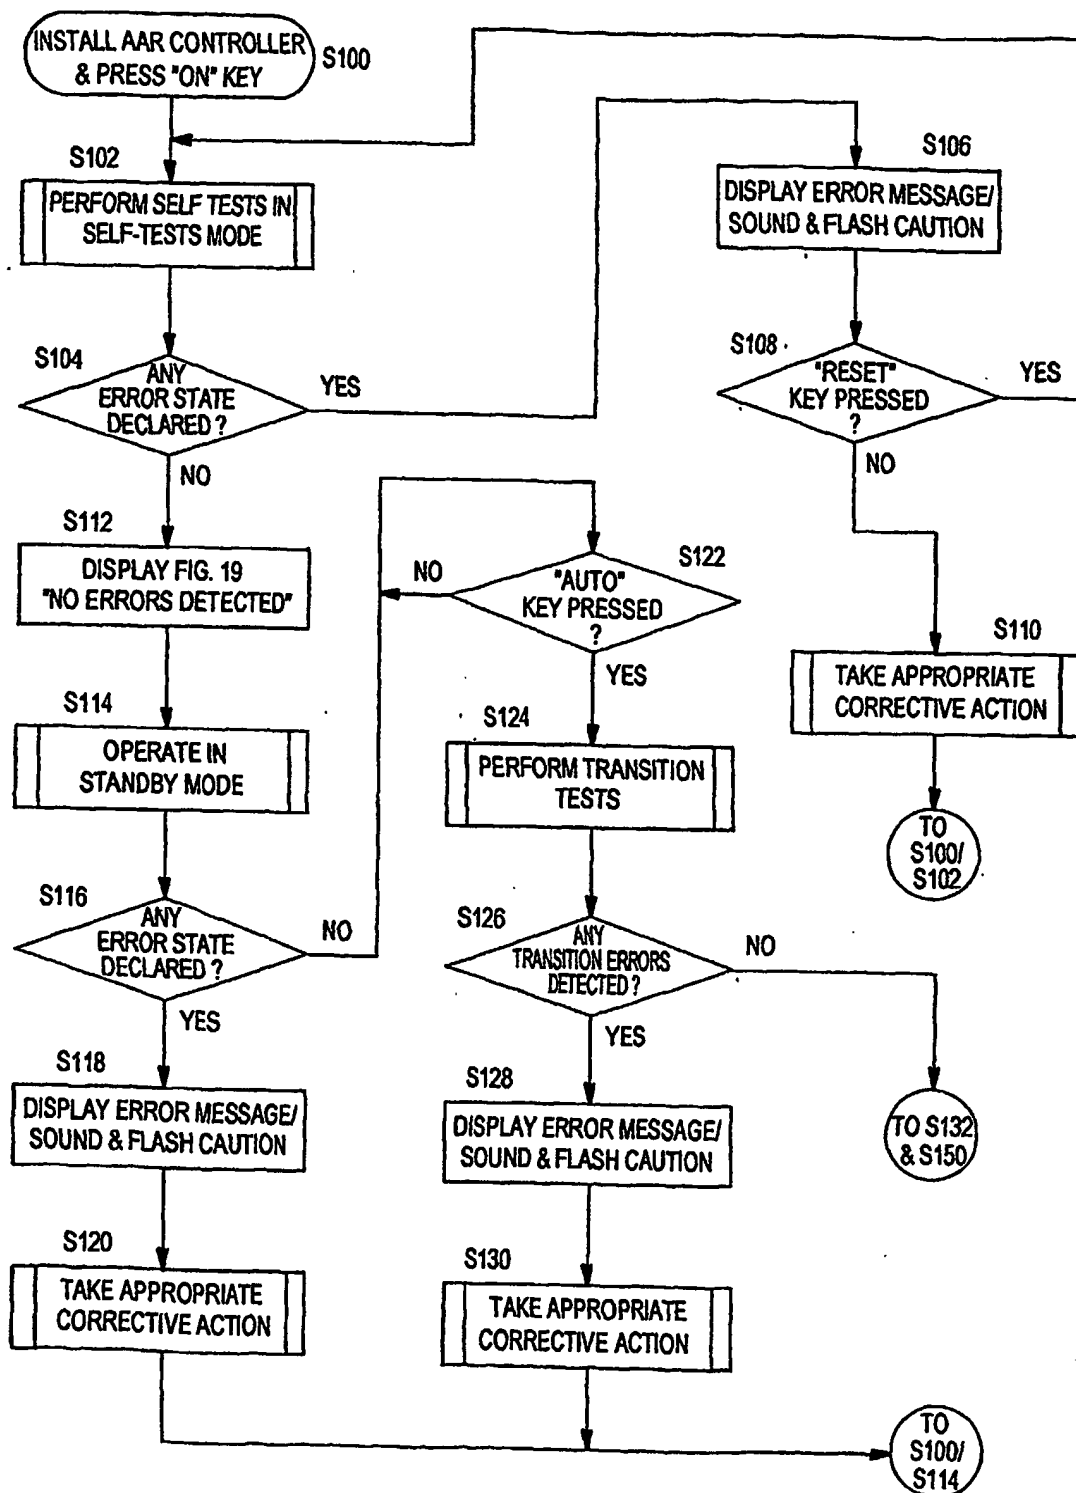 INSTALL AAR CONTROLLER
& PRESS "ON" KEY
S100
S102
PERFORM SELF TESTS IN
SELF-TESTS MODE
S104
ANY
ERROR STATE
DECLARED ?
YES
NO
S106
DISPLAY ERROR MESSAGE/
SOUND & FLASH CAUTION
S108
"RESET"
KEY PRESSED
?
YES
NO
S110
TAKE APPROPRIATE
CORRECTIVE ACTION
TO
S100/
S102
S112
DISPLAY FIG. 19
"NO ERRORS DETECTED"
S114
OPERATE IN
STANDBY MODE
S116
ANY
ERROR STATE
DECLARED ?
NO
YES
S118
DISPLAY ERROR MESSAGE/
SOUND & FLASH CAUTION
S120
TAKE APPROPRIATE
CORRECTIVE ACTION
S122
"AUTO"
KEY PRESSED
?
NO
YES
S124
PERFORM TRANSITION
TESTS
S126
ANY
TRANSITION ERRORS
DETECTED ?
NO
YES
TO S132
& S150
S128
DISPLAY ERROR MESSAGE/
SOUND & FLASH CAUTION
S130
TAKE APPROPRIATE
CORRECTIVE ACTION
TO
S100/
S114